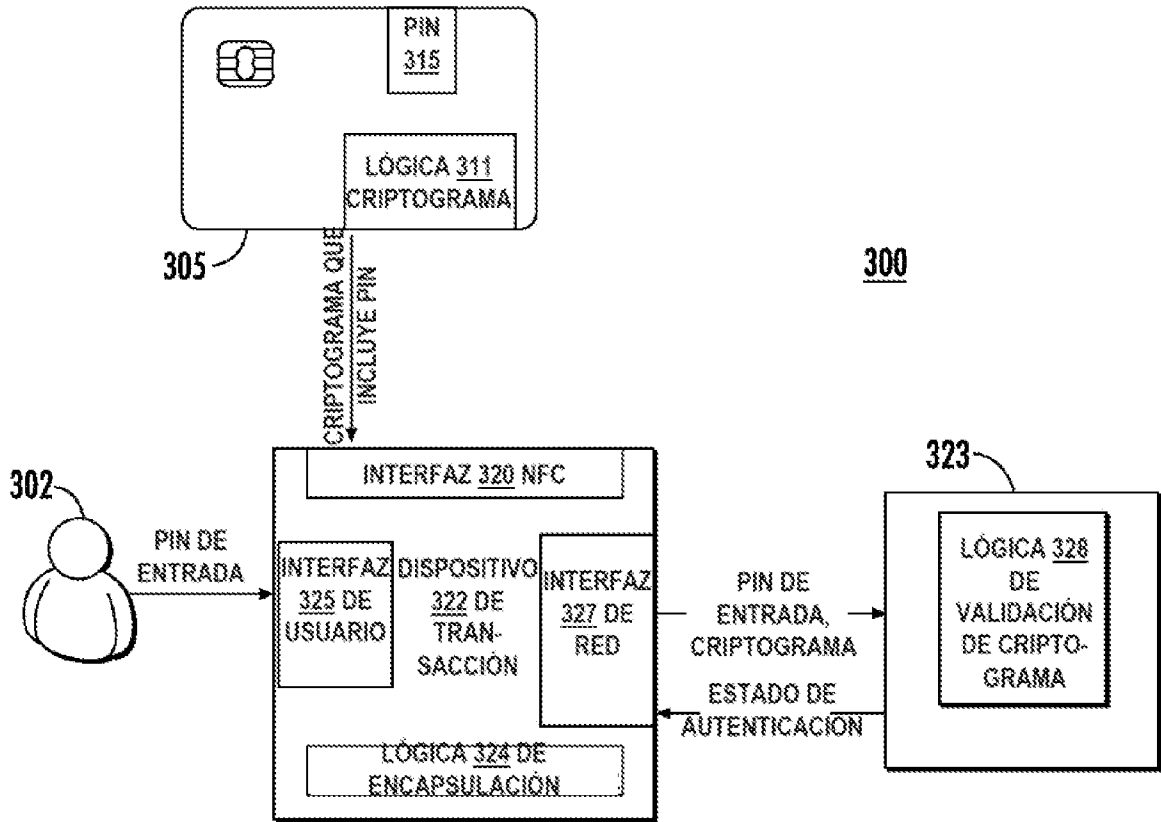 PIN
315
LÓGICA 311
CRIPTOGRAMA
305
CRIPTOGRAMA QUE
INCLUYE PIN
300
302
PIN DE
ENTRADA
INTERFAZ 320 NFC
INTERFAZ
325 DE
USUARIO
DISPOSITIVO
322 DE
TRAN-
SACCIÓN
INTERFAZ
327 DE
RED
LÓGICA 324 DE
ENCAPSULACIÓN
PIN DE
ENTRADA,
CRIPTOGRAMA
ESTADO DE
AUTENTICACIÓN
323
LÓGICA 328
DE
VALIDACIÓN
DE CRIPTO-
GRAMA